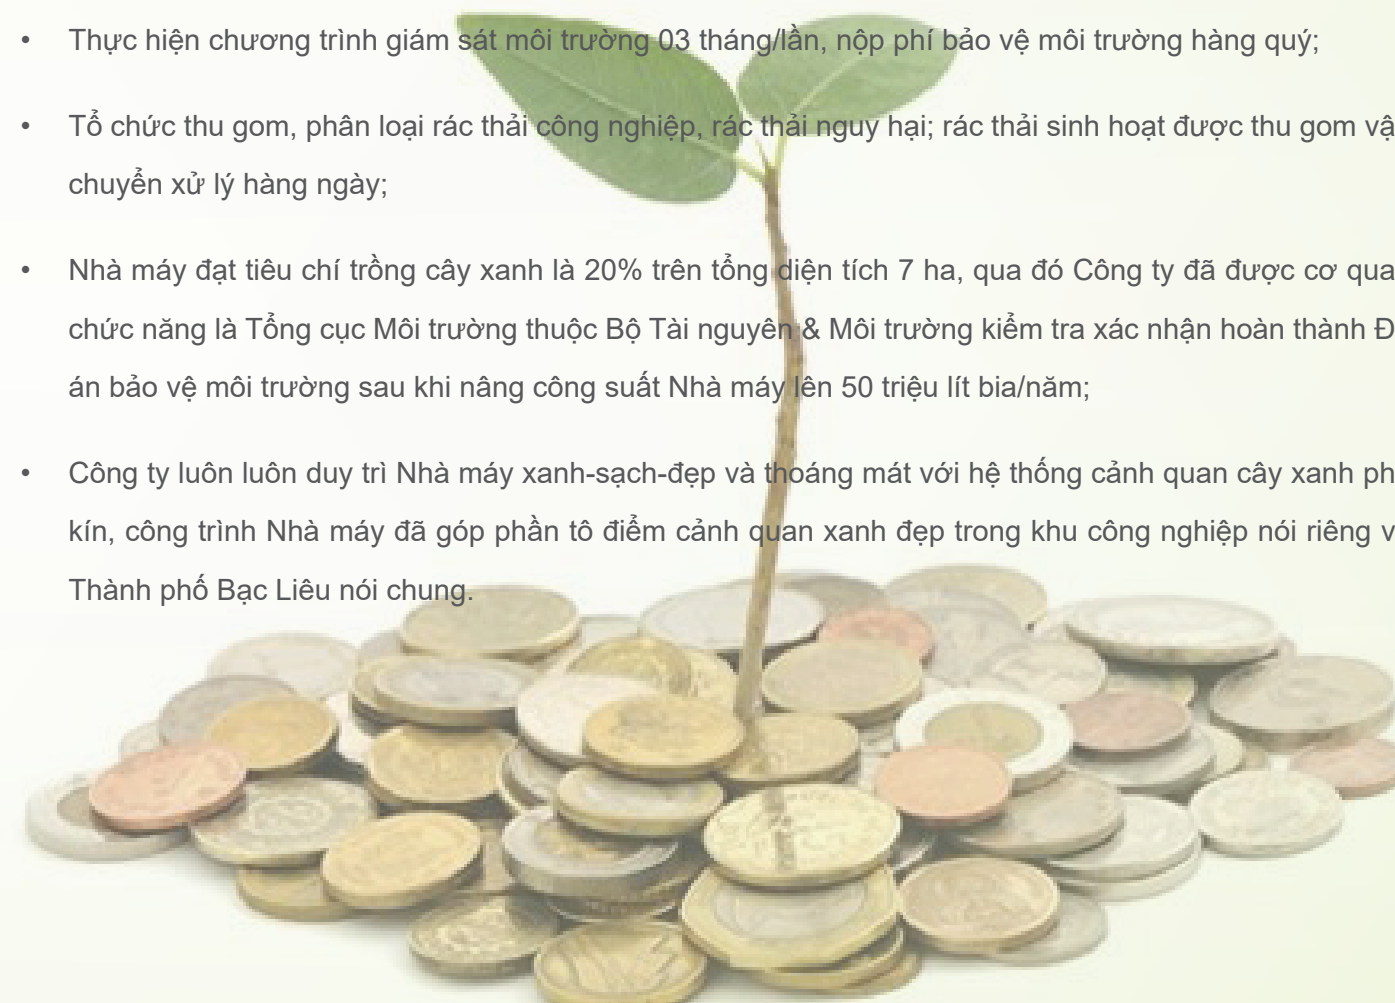 • Thực hiện chương trình giám sát môi trường 03 tháng/lần, nộp phí bảo vệ môi trường hàng quý;
• Tổ chức thu gom, phân loại rác thải công nghiệp, rác thải nguy hại; rác thải sinh hoạt được thu gom vậ
chuyển xử lý hàng ngày;
• Nhà máy đạt tiêu chí trồng cây xanh là 20% trên tổng diện tích 7 ha, qua đó Công ty đã được cơ qua
chức năng là Tổng cục Môi trường thuộc Bộ Tài nguyên & Môi trường kiểm tra xác nhận hoàn thành Đ
án bảo vệ môi trường sau khi nâng công suất Nhà máy lên 50 triệu lít bia/năm;
• Công ty luôn luôn duy trì Nhà máy xanh-sạch-đẹp và thoáng mát với hệ thống cảnh quan cây xanh ph
kín, công trình Nhà máy đã góp phần tô điểm cảnh quan xanh đẹp trong khu công nghiệp nói riêng v
Thành phố Bạc Liêu nói chung.